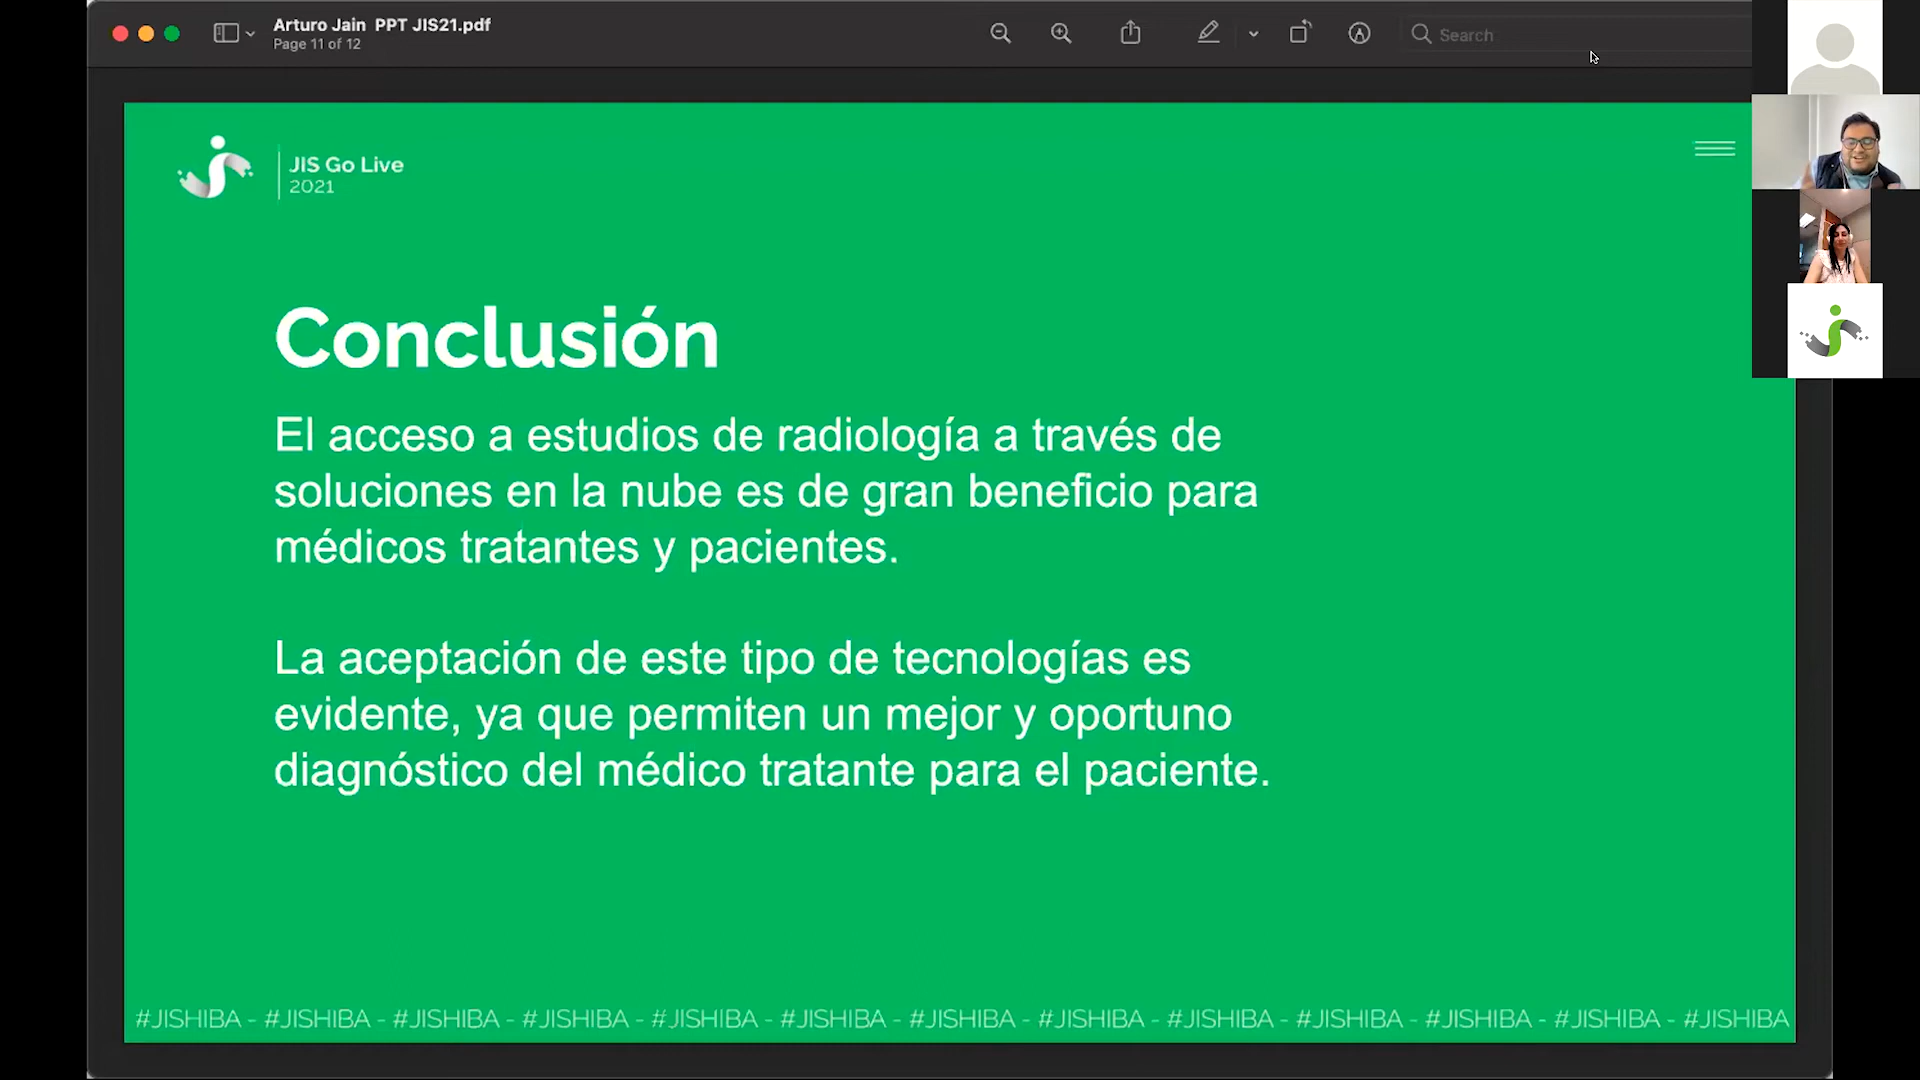 Arturo Jain  PPT JIS21.pdf
Page 11 of 12
Search
JIS Go Live
2021
Conclusión
El acceso a estudios de radiología a través de
soluciones en la nube es de gran beneficio para
médicos tratantes y pacientes.
La aceptación de este tipo de tecnologías es
evidente, ya que permiten un mejor y oportuno
diagnóstico del médico tratante para el paciente.
#JISHIBA - #JISHIBA - #JISHIBA - #JISHIBA - #JISHIBA - #JISHIBA - #JISHIBA - #JISHIBA - #JISHIBA - #JISHIBA - #JISHIBA - #JISHIBA - #JISHIBA